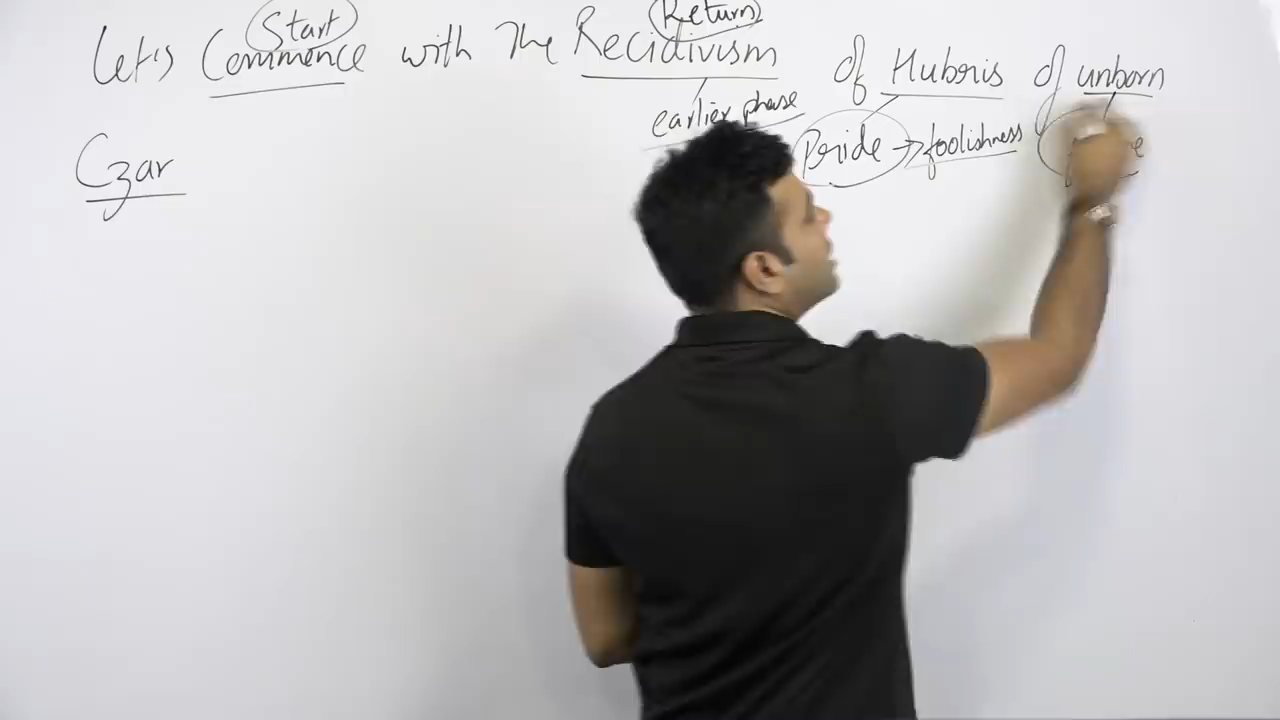 Start Return
Let's Commence with The Recidivism of Hubris of unborn
earlier phase Pride → foolishness
Czar